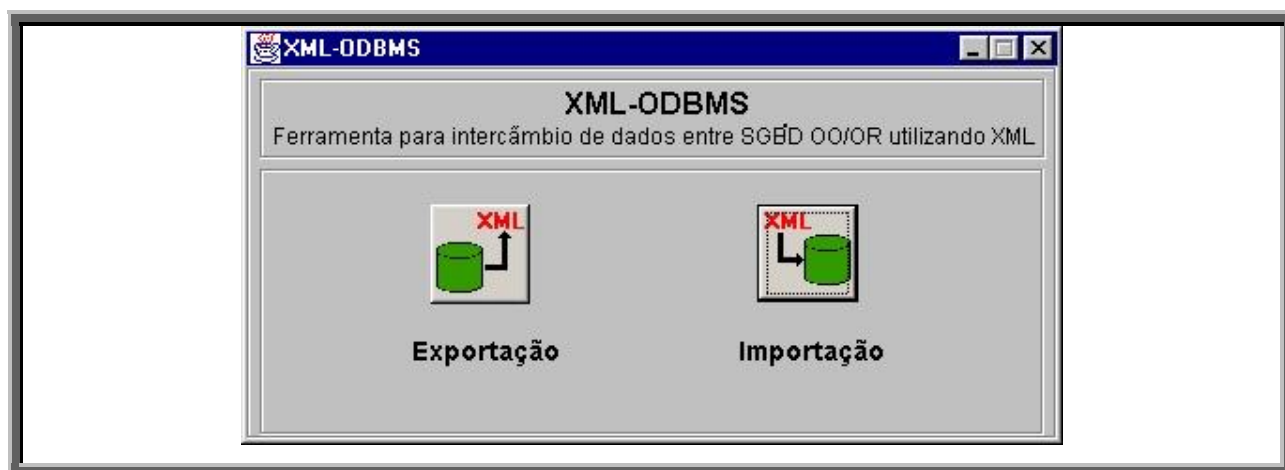 XML-ODBMS
XML-ODBMS
Ferramenta para intercâmbio de dados entre SGBD OO/OR utilizando XML
XML XML
Exportação Importação